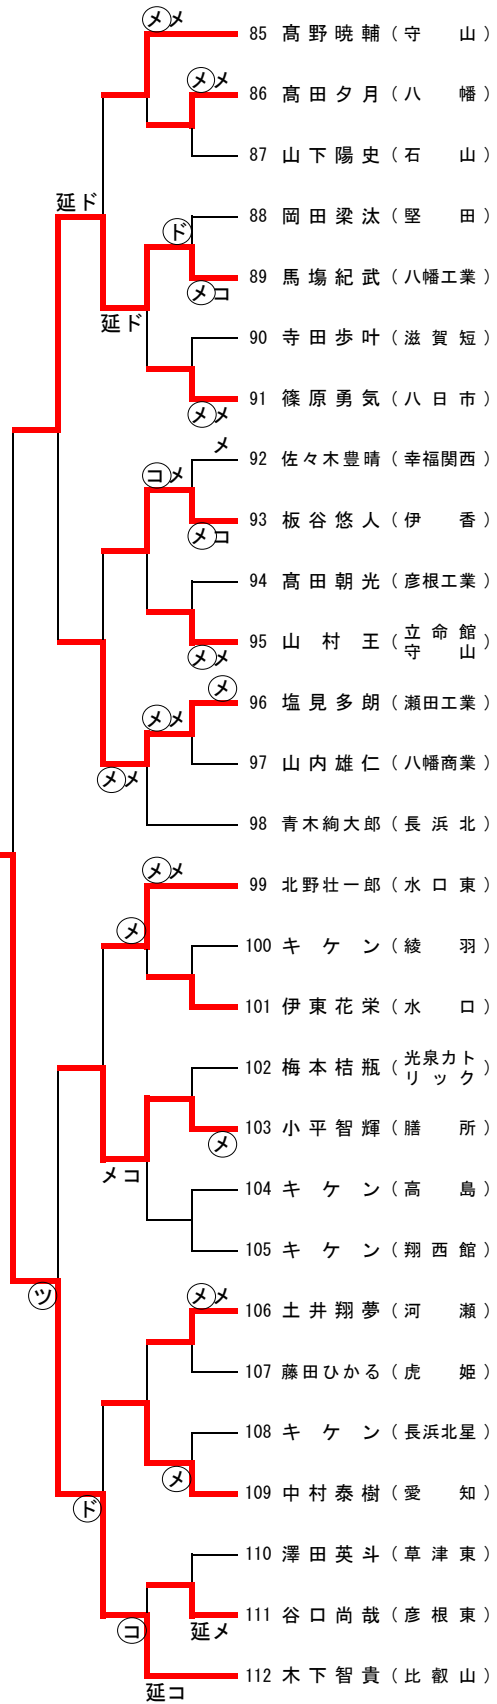 メメ
85 髙野暁輔（守山）
メメ
86 髙田夕月（八幡）
87 山下陽史（石山）
延ド
88 岡田梁汰（堅田）
ド
89 馬塲紀武（八幡工業）
メコ
延ド
90 寺田歩叶（滋賀短）
91 篠原勇気（八日市）
メメ
メ
92 佐々木豊晴（幸福関西）
コメ
93 板谷悠人（伊香）
メコ
94 髙田朝光（彦根工業）
95 山村王（立命館守山）
メメ
メ
96 塩見多朗（瀬田工業）
メメ
97 山内雄仁（八幡商業）
メメ
98 青木絢大郎（長浜北）
メメ
99 北野壮一郎（水口東）
メ
100 キケン（綾羽）
101 伊東花栄（水口）
102 梅本桔瓶（光泉カトリック）
103 小平智輝（膳所）
メ
メコ
104 キケン（高島）
105 キケン（翔西館）
ツ
メメ
106 土井翔夢（河瀬）
107 藤田ひかる（虎姫）
108 キケン（長浜北星）
メ
109 中村泰樹（愛知）
ド
110 澤田英斗（草津東）
111 谷口尚哉（彦根東）
コ
延メ
112 木下智貴（比叡山）
延コ